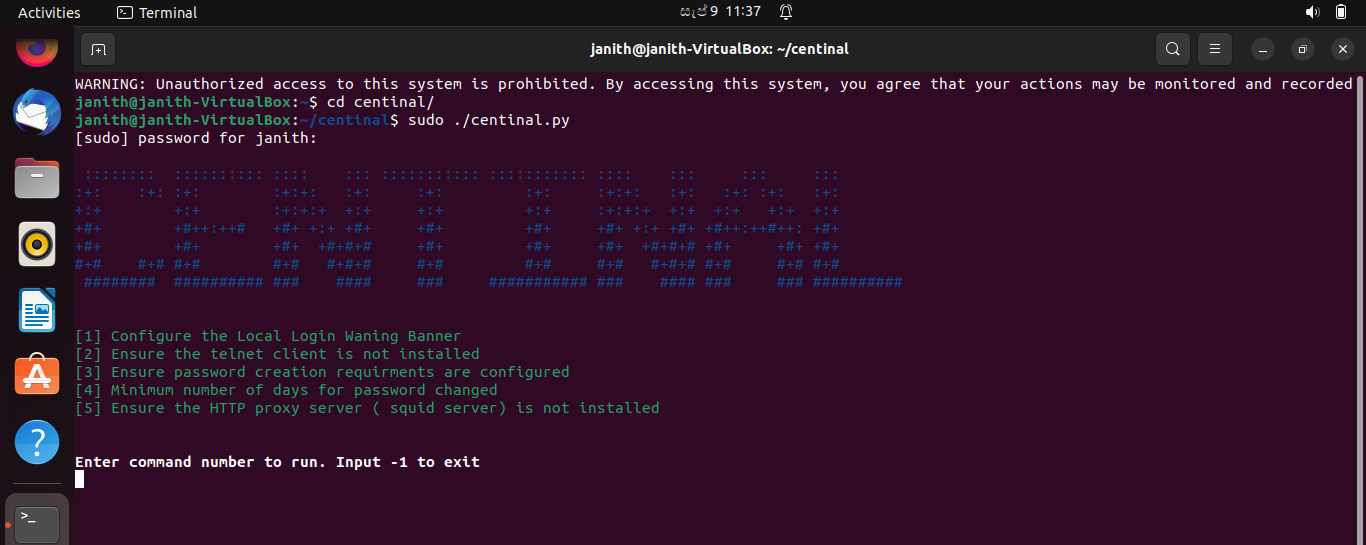 Activities
Terminal
සැප් 9 11:37
janith@janith-VirtualBox: ~/centinal
WARNING: Unauthorized access to this system is prohibited. By accessing this system, you agree that your actions may be monitored and recorded
janith@janith-VirtualBox:~$ cd centinal/
janith@janith-VirtualBox:~/centinal$ sudo ./centinal.py
[sudo] password for janith:
CENTINAL
[1] Configure the Local Login Waning Banner
[2] Ensure the telnet client is not installed
[3] Ensure password creation requirments are configured
[4] Minimum number of days for password changed
[5] Ensure the HTTP proxy server ( squid server) is not installed
Enter command number to run. Input -1 to exit